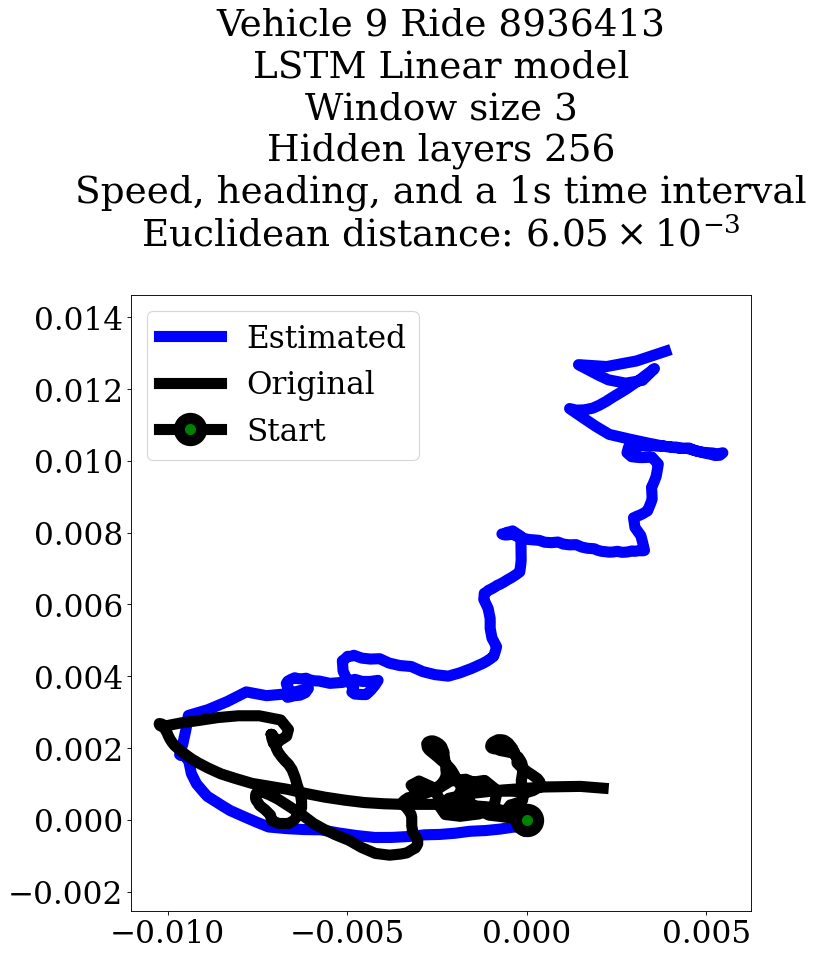 Vehicle 9 Ride 8936413
LSTM Linear model
Window size 3
Hidden layers 256
Speed, heading, and a 1s time interval
Euclidean distance: 6.05 × 10⁻³
Estimated
Original
Start
0.014
0.012
0.010
0.008
0.006
0.004
0.002
0.000
−0.002
−0.010 −0.005 0.000 0.005